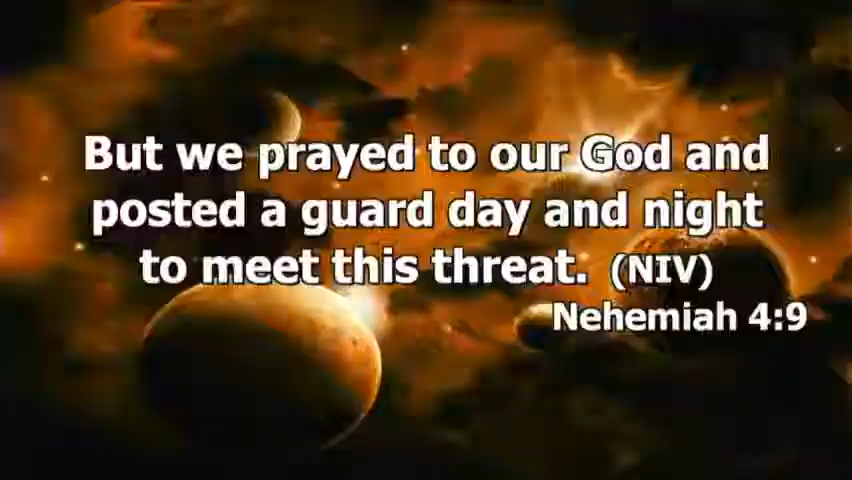 But we prayed to our God and
posted a guard day and night
to meet this threat. (NIV)
Nehemiah 4:9